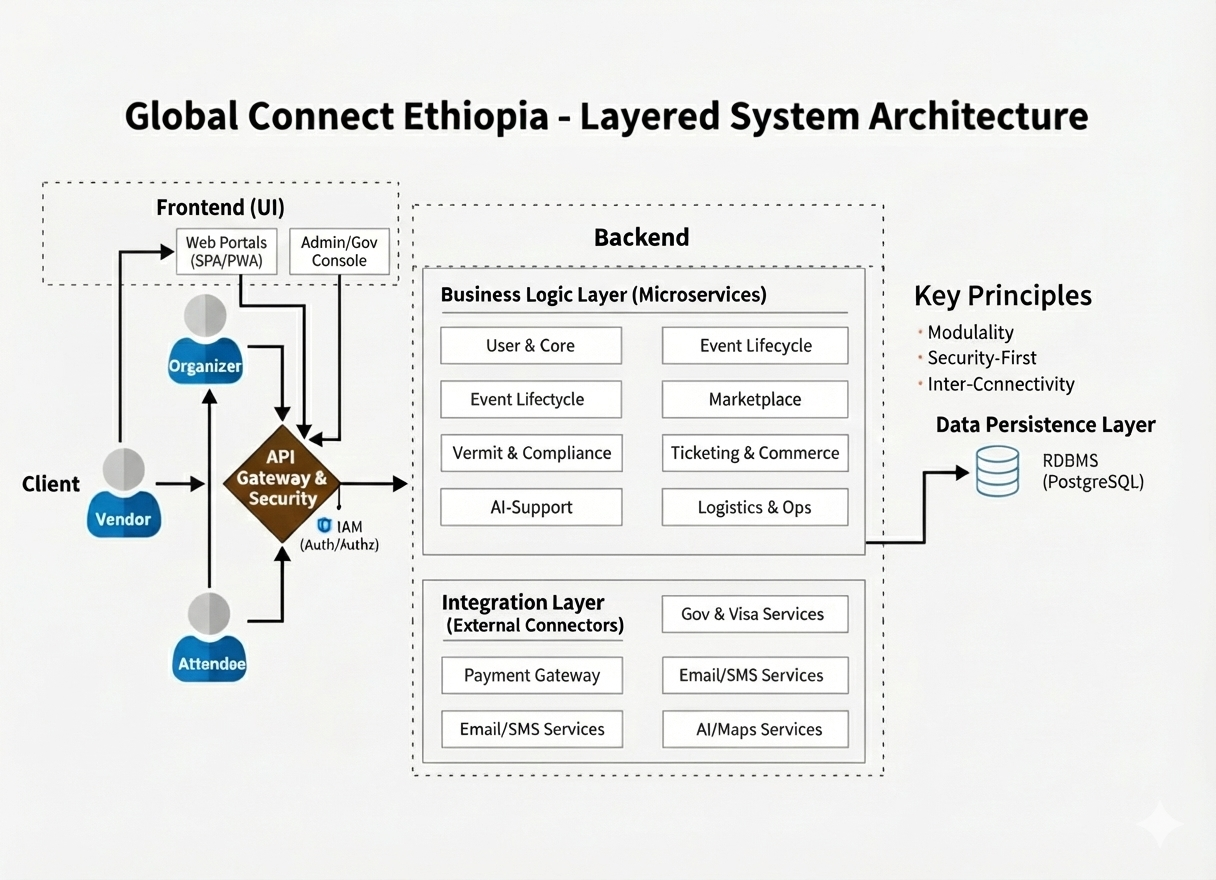 Global Connect Ethiopia - Layered System Architecture
Frontend (UI)
Web Portals
(SPA/PWA)
Admin/Gov
Console
Organizer
Client
Vendor
Attendoe
API
Gateway &
Security
IAM
(Auth/Authz)
Backend
Business Logic Layer (Microservices)
User & Core
Event Lifecycle
Event Lifectycle
Marketplace
Vermit & Compliance
Ticketing & Commerce
AI-Support
Logistics & Ops
Integration Layer
(External Connectors)
Gov & Visa Services
Payment Gateway
Email/SMS Services
Email/SMS Services
AI/Maps Services
Key Principles
• Modulality
• Security-First
• Inter-Connectivity
Data Persistence Layer
RDBMS
(PostgreSQL)